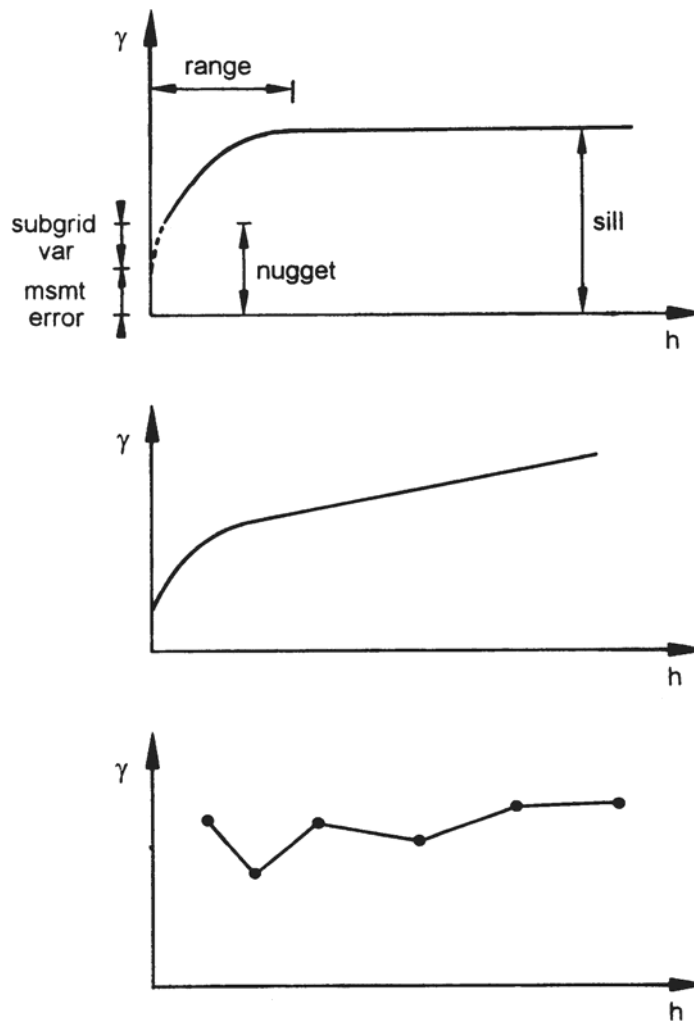 γ
range
subgrid
var
msmt
error
nugget
sill
h
γ
h
γ
h